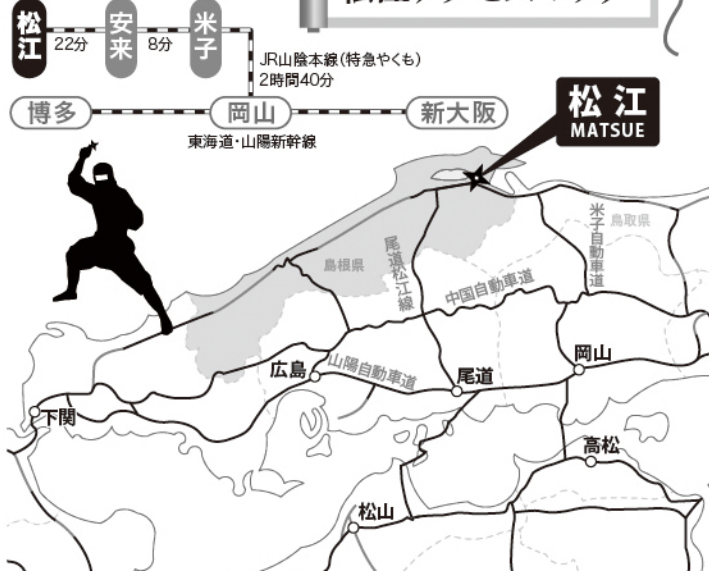 松江
22分
安来
8分
米子
JR山陰本線(特急やくも)
2時間40分
博多
岡山
新大阪
東海道・山陽新幹線
松江
MATSUE
島根県
尾道松江線
中国自動車道
米子自動車道
鳥取県
広島
山陽自動車道
尾道
岡山
下関
高松
松山